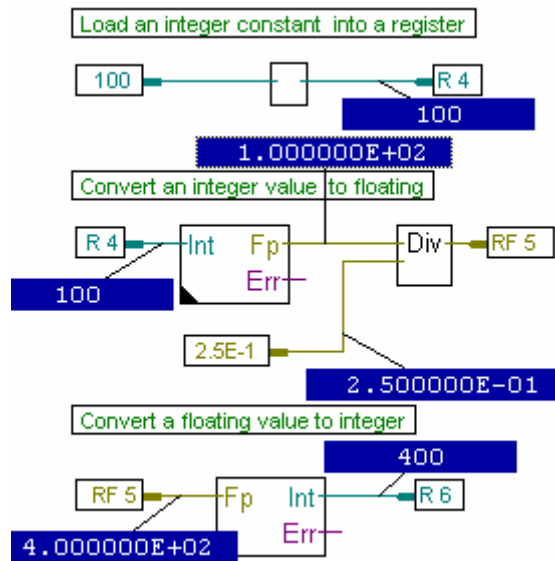 Load an integer constant into a register
100
R 4
100
1.000000E+02
Convert an integer value to floating
R 4
Int
Fp
Err
Div
RF 5
100
2.5E-1
2.500000E-01
Convert a floating value to integer
400
RF 5
Fp
Int
Err
R 6
4.000000E+02